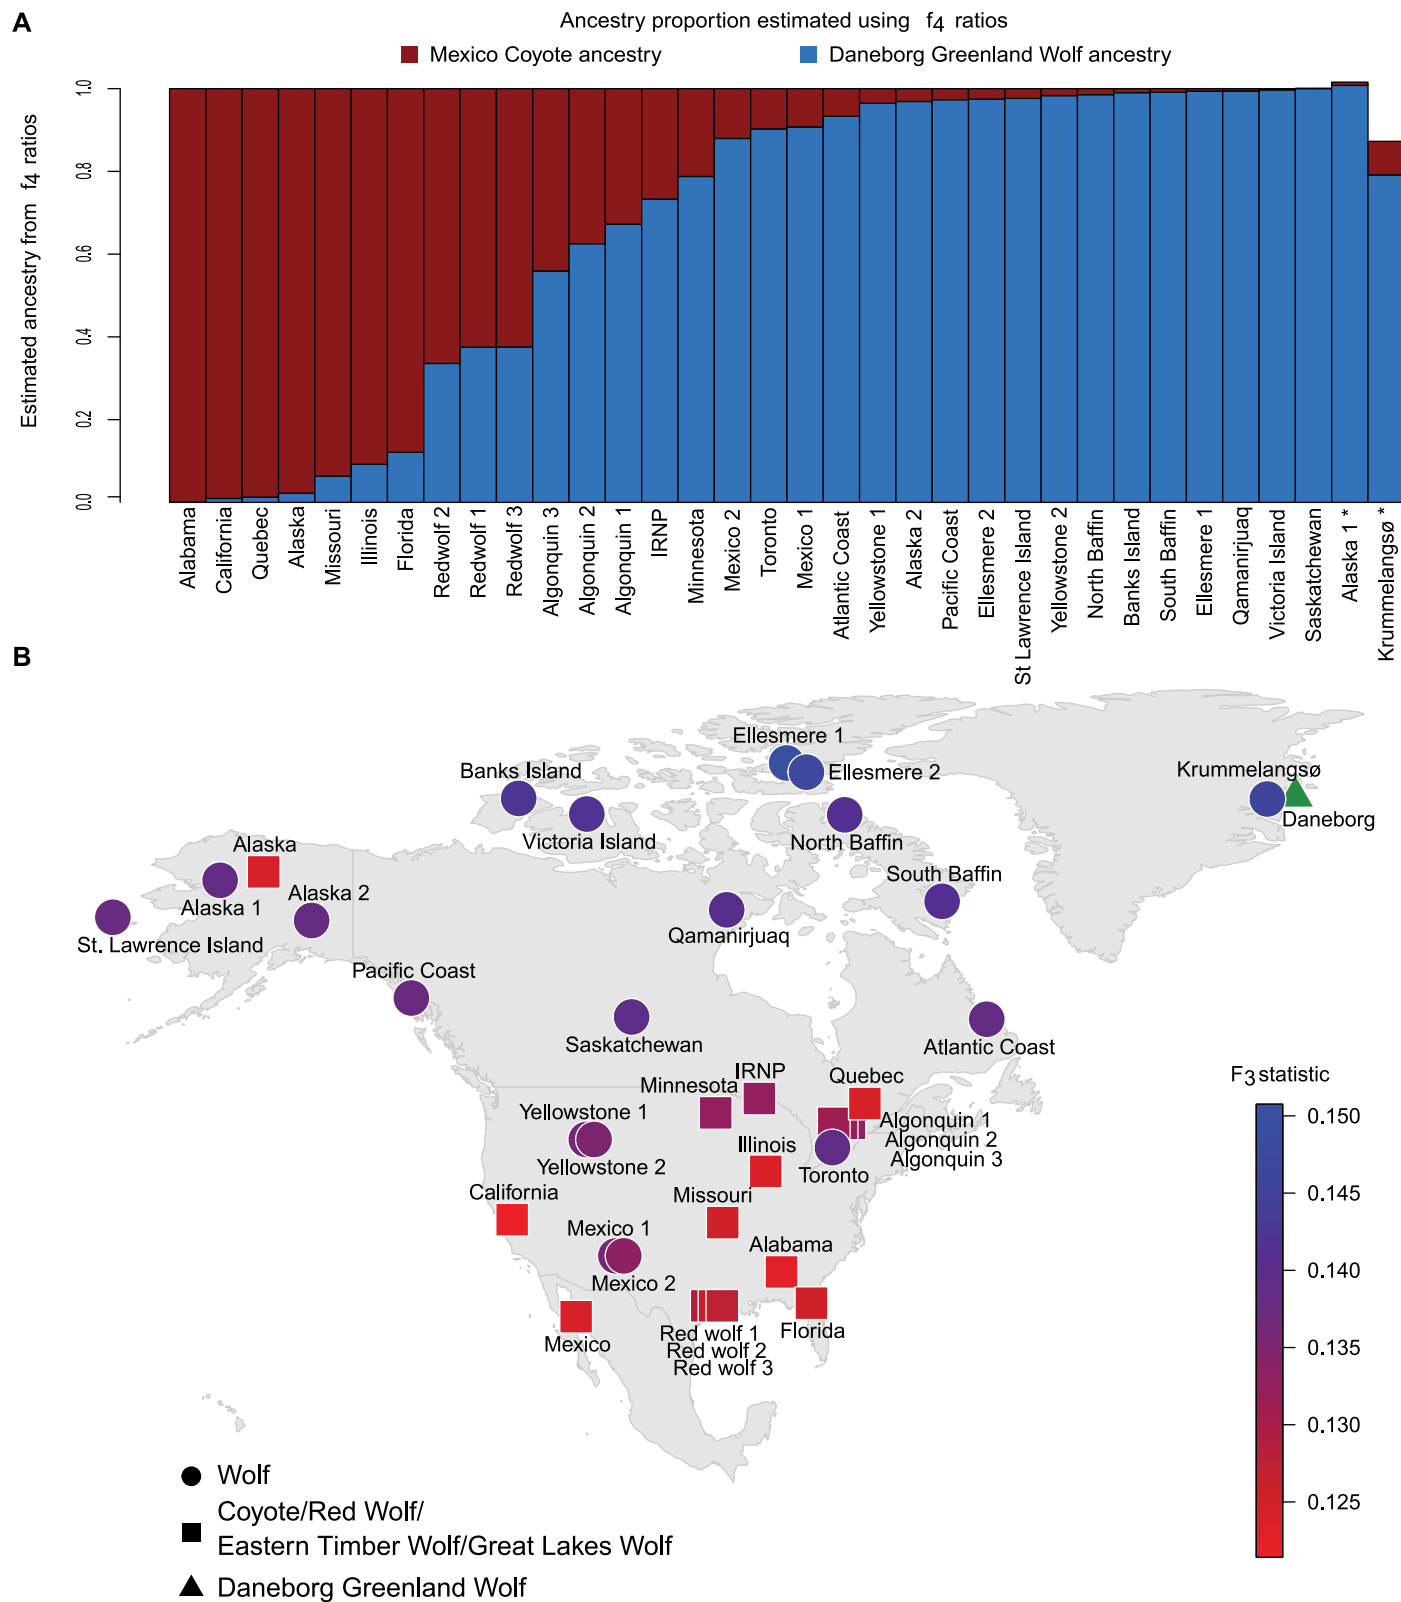 A
Ancestry proportion estimated using f4 ratios
Mexico Coyote ancestry
Daneborg Greenland Wolf ancestry
Estimated ancestry from f4 ratios
1.0
0.8
0.6
0.4
0.2
0.0
Alabama
California
Quebec
Alaska
Missouri
Illinois
Florida
Redwolf 2
Redwolf 1
Redwolf 3
Algonquin 3
Algonquin 2
Algonquin 1
IRNP
Minnesota
Mexico 2
Toronto
Mexico 1
Atlantic Coast
Yellowstone 1
Alaska 2
Pacific Coast
Ellesmere 2
St Lawrence Island
Yellowstone 2
North Baffin
Banks Island
South Baffin
Ellesmere 1
Qamanirjuaq
Victoria Island
Saskatchewan
Alaska 1 *
Krummelangsø *
B
Ellesmere 1
Banks Island
Ellesmere 2
Krummelangsø
Daneborg
Victoria Island
North Baffin
Alaska
South Baffin
Alaska 1
Alaska 2
Qamanirjuaq
St. Lawrence Island
Pacific Coast
Saskatchewan
Atlantic Coast
IRNP
Quebec
Minnesota
Yellowstone 1
Algonquin 1
Algonquin 2
Algonquin 3
Illinois
Yellowstone 2
Toronto
California
Missouri
Mexico 1
Alabama
Mexico 2
Red wolf 1
Red wolf 2
Red wolf 3
Florida
Mexico
F3 statistic
0.150
0.145
0.140
0.135
0.130
0.125
Wolf
Coyote/Red Wolf/
Eastern Timber Wolf/Great Lakes Wolf
Daneborg Greenland Wolf